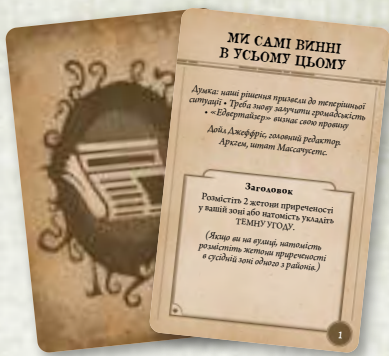 МИ САМІ ВИННІ
В УСЬОМУ ЦЬОМУ
Думка: наші рішення призвели до теперішньої
ситуації • Треба знову залучити громадськість
• «Едвертайзер» визнає свою провину
Дойл Джеффріс, головний редактор.
Аркгем, штат Массачусетс.
Заголовок
Розмістіть 2 жетони приреченості
у вашій зоні або натомість укладіть
ТЕМНУ УГОДУ.
(Якщо ви на вулиці, натомість
розмістіть жетони приреченості
в сусідній зоні одного з районів.)
1